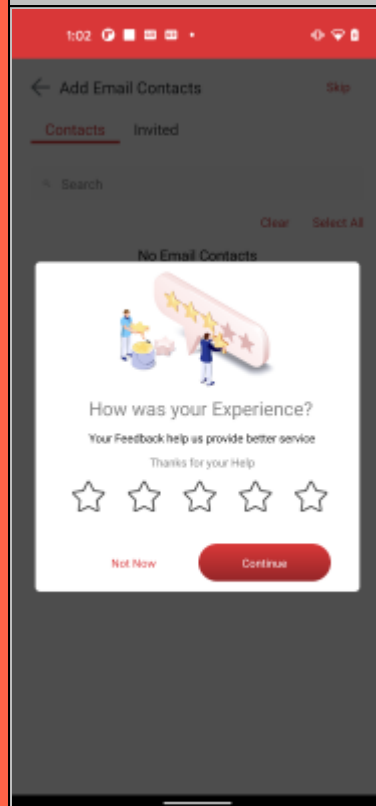 1:02
Add Email Contacts Skip
Contacts Invited
Search
Clear Select All
No Email Contacts
How was your Experience?
Your Feedback help us provide better service
Thanks for your Help
Not Now Continue